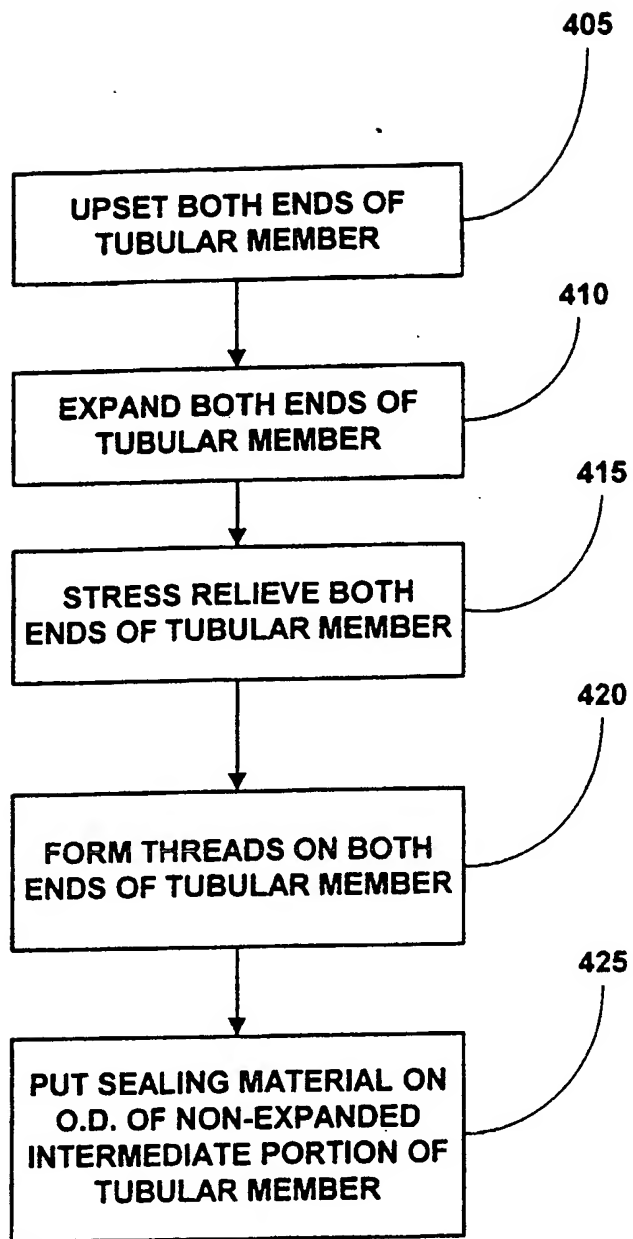 405
UPSET BOTH ENDS OF
TUBULAR MEMBER
410
EXPAND BOTH ENDS OF
TUBULAR MEMBER
415
STRESS RELIEVE BOTH
ENDS OF TUBULAR MEMBER
420
FORM THREADS ON BOTH
ENDS OF TUBULAR MEMBER
425
PUT SEALING MATERIAL ON
O.D. OF NON-EXPANDED
INTERMEDIATE PORTION OF
TUBULAR MEMBER